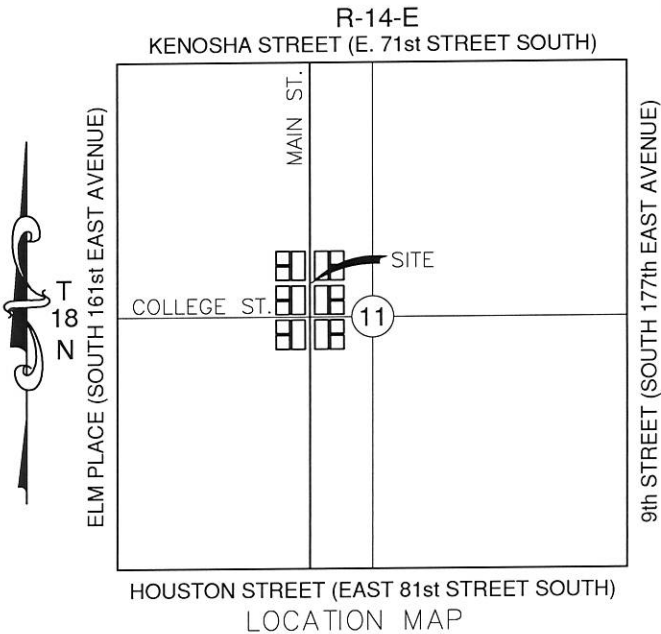 R-14-E
KENOSHA STREET (E. 71st STREET SOUTH)
MAIN ST.
ELM PLACE (SOUTH 161st EAST AVENUE)
9th STREET (SOUTH 177th EAST AVENUE)
SITE
T
18
N
COLLEGE ST.
11
HOUSTON STREET (EAST 81st STREET SOUTH)
LOCATION MAP